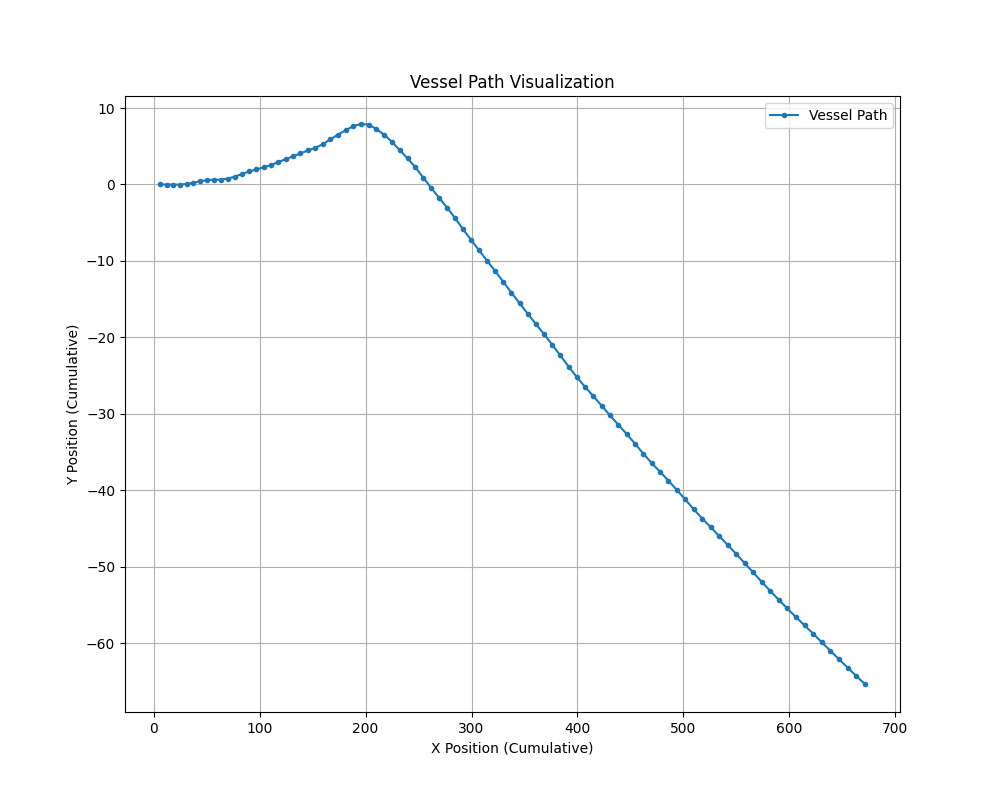 Vessel Path Visualization
Vessel Path
10
0
−10
−20
−30
−40
−50
−60
Y Position (Cumulative)
0 100 200 300 400 500 600 700
X Position (Cumulative)